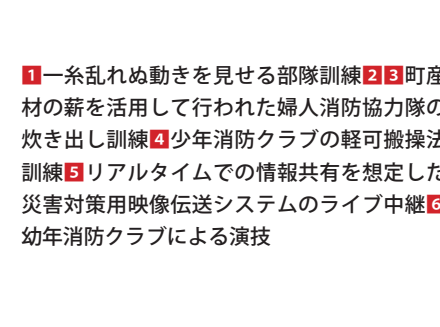 1一糸乱れぬ動きを見せる部隊訓練2 3町産
材の薪を活用して行われた婦人消防協力隊の
炊き出し訓練4少年消防クラブの軽可搬操法
訓練5リアルタイムでの情報共有を想定した
災害対策用映像伝送システムのライブ中継6
幼年消防クラブによる演技